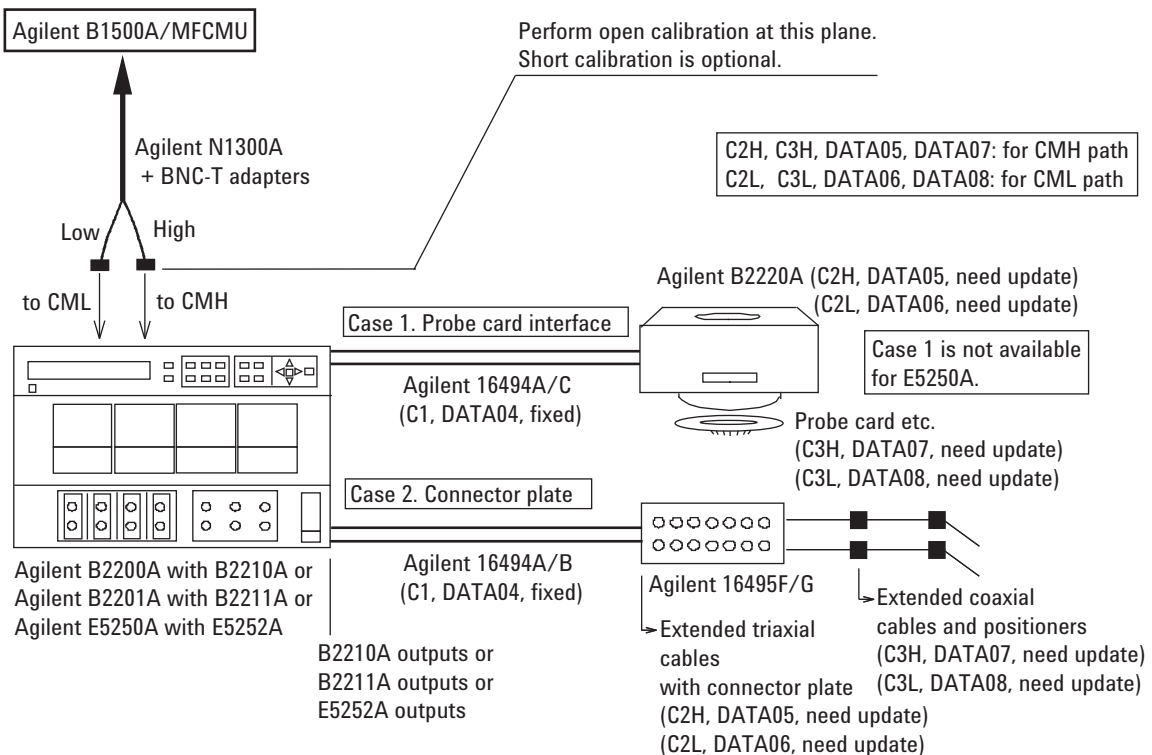 Agilent B1500A/MFCMU
Perform open calibration at this plane.
Short calibration is optional.
Agilent N1300A
+ BNC-T adapters
C2H, C3H, DATA05, DATA07: for CMH path
C2L, C3L, DATA06, DATA08: for CML path
Low
High
to CML
to CMH
Agilent B2220A (C2H, DATA05, need update)
(C2L, DATA06, need update)
Case 1. Probe card interface
Case 1 is not available
for E5250A.
Agilent 16494A/C
(C1, DATA04, fixed)
Probe card etc.
(C3H, DATA07, need update)
(C3L, DATA08, need update)
Case 2. Connector plate
Agilent 16494A/B
(C1, DATA04, fixed)
Agilent 16495F/G
Agilent B2200A with B2210A or
Agilent B2201A with B2211A or
Agilent E5250A with E5252A
B2210A outputs or
B2211A outputs or
E5252A outputs
Extended triaxial
cables
with connector plate
(C2H, DATA05, need update)
(C2L, DATA06, need update)
Extended coaxial
cables and positioners
(C3H, DATA07, need update)
(C3L, DATA08, need update)